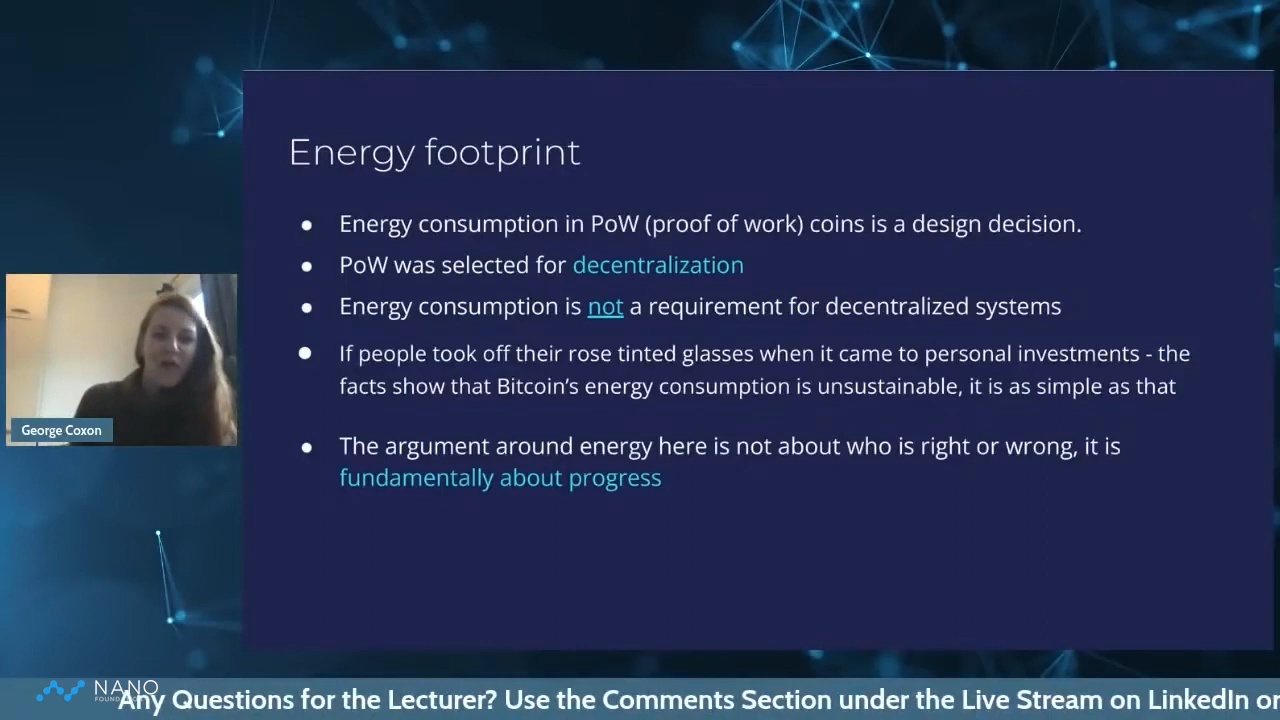 Energy footprint
● Energy consumption in PoW (proof of work) coins is a design decision.
● PoW was selected for decentralization
● Energy consumption is not a requirement for decentralized systems
● If people took off their rose tinted glasses when it came to personal investments - the
facts show that Bitcoin's energy consumption is unsustainable, it is as simple as that
● The argument around energy here is not about who is right or wrong, it is
fundamentally about progress
George Coxon
NANO
Any Questions for the Lecturer? Use the Comments Section under the Live Stream on LinkedIn or